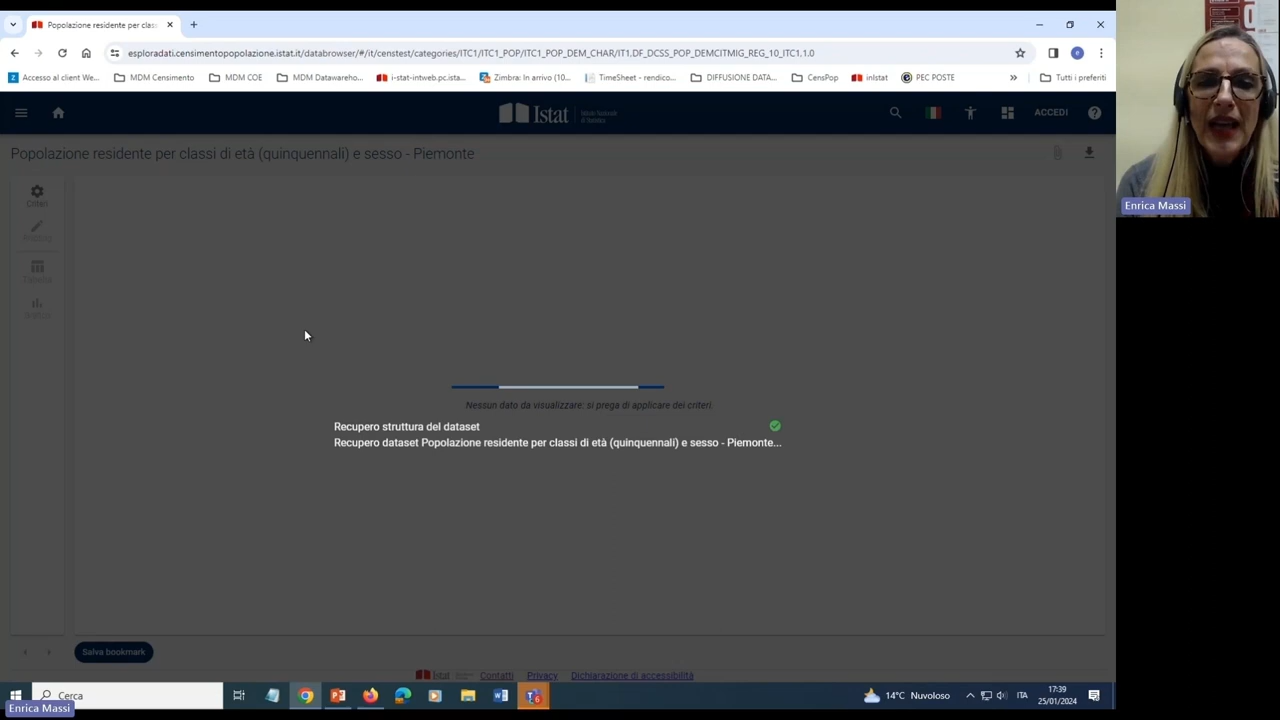 Popolazione residente per clas
esploradati.censimentopopolazione.istat.it/databrowser/#/it/censtest/categories/ITC1/ITC1_POP/ITC1_POP_DEM_CHAR/IT1,DF_DCSS_POP_DEMCITMIG_REG_10_ITC1,1.0
Accesso al client We...
MDM Censimento
MDM COE
MDM Datawareho...
i-stat-intweb.pc.ista...
Zimbra: In arrivo (10...
TimeSheet - rendico...
DIFFUSIONE DATA...
CensPop
inIstat
PEC POSTE
Tutti i preferiti
Istat
ACCEDI
Popolazione residente per classi di età (quinquennali) e sesso - Piemonte
Criteri
Tabella
Grafico
Nessun dato da visualizzare: si prega di applicare dei criteri.
Recupero struttura del dataset
Recupero dataset Popolazione residente per classi di età (quinquennali) e sesso - Piemonte...
Salva bookmark
Istat
Contatti
Privacy
Dichiarazione di accessibilità
Cerca
14°C Nuvoloso
ITA
17:39
25/01/2024
Enrica Massi
Enrica Massi